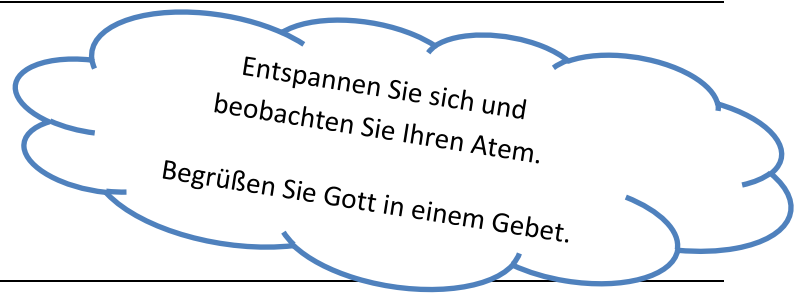 Entspannen Sie sich und
beobachten Sie Ihren Atem.
Begrüßen Sie Gott in einem Gebet.